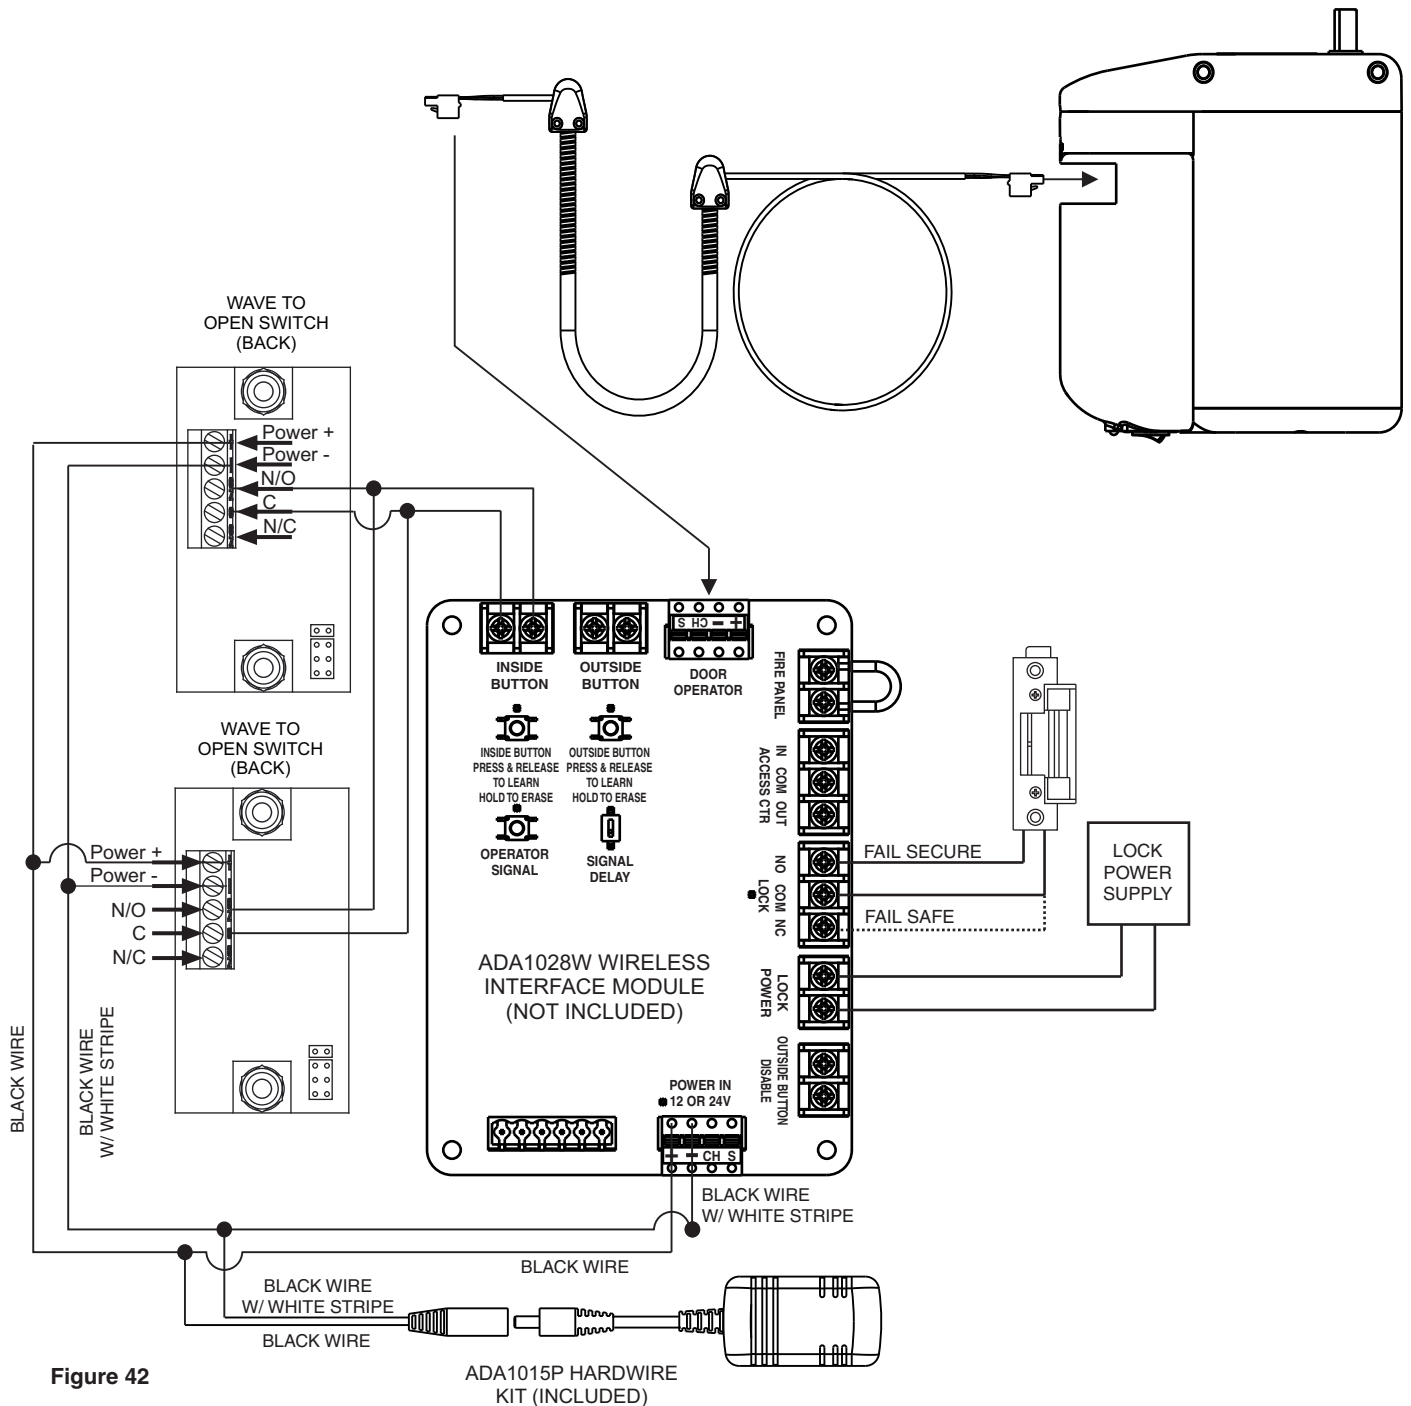 WAVE TO
OPEN SWITCH
(BACK)
Power +
Power -
N/O
C
N/C
WAVE TO
OPEN SWITCH
(BACK)
Power +
Power -
N/O
C
N/C
BLACK WIRE
BLACK WIRE
W/ WHITE STRIPE
S CH − +
INSIDE
BUTTON
OUTSIDE
BUTTON
DOOR
OPERATOR
INSIDE BUTTON
PRESS & RELEASE
TO LEARN
HOLD TO ERASE
OUTSIDE BUTTON
PRESS & RELEASE
TO LEARN
HOLD TO ERASE
OPERATOR
SIGNAL
SIGNAL
DELAY
FIRE PANEL
IN COM OUT
ACCESS CTR
NO COM NC
LOCK
LOCK
POWER
OUTSIDE BUTTON
DISABLE
FAIL SECURE
FAIL SAFE
LOCK
POWER
SUPPLY
ADA1028W WIRELESS
INTERFACE MODULE
(NOT INCLUDED)
POWER IN
12 OR 24V
+ − CH S
BLACK WIRE
W/ WHITE STRIPE
BLACK WIRE
BLACK WIRE
W/ WHITE STRIPE
BLACK WIRE
ADA1015P HARDWIRE
KIT (INCLUDED)
Figure 42